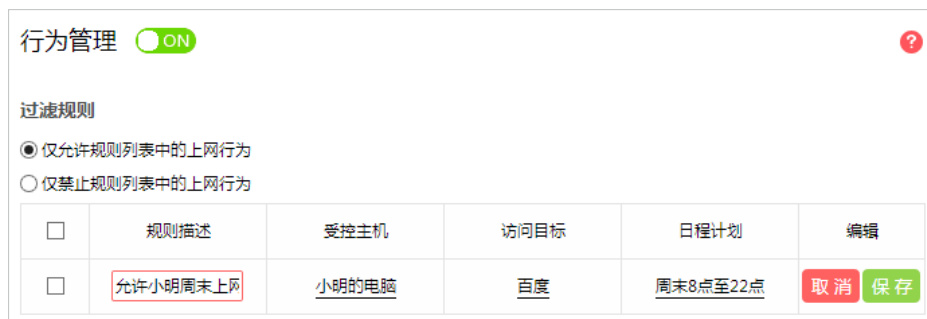 行为管理 ON ?
过滤规则
仅允许规则列表中的上网行为
仅禁止规则列表中的上网行为
规则描述 受控主机 访问目标 日程计划 编辑
允许小明周末上网 小明的电脑 百度 周末8点至22点 取消 保存